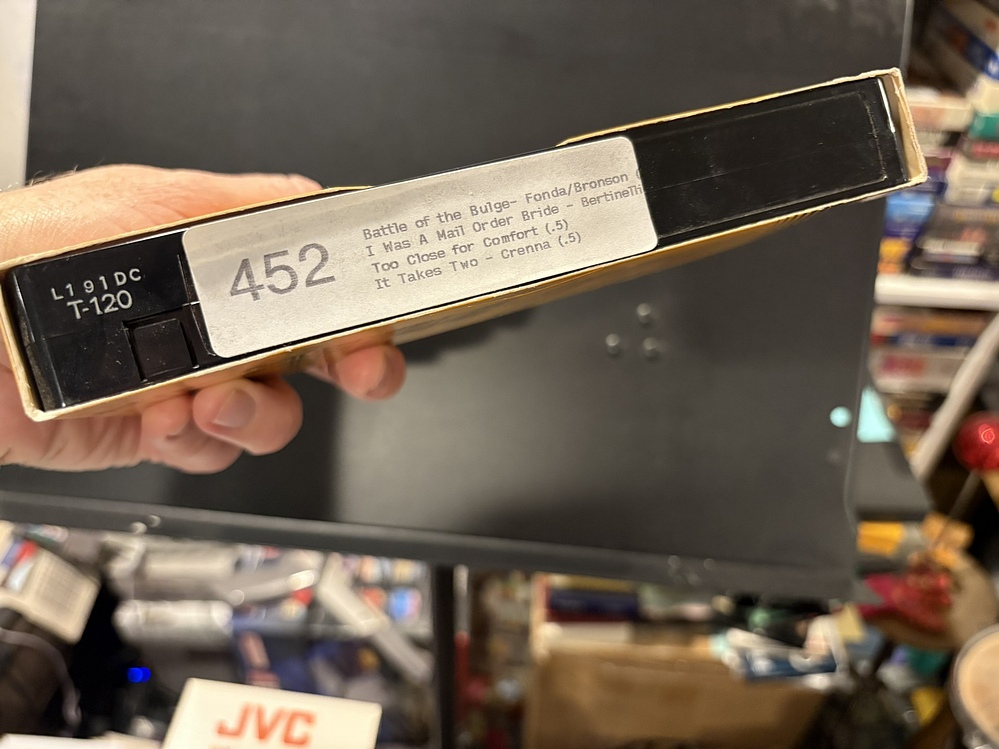 L191DC
T-120
452
Battle of the Bulge- Fonda/Bronson (
I Was A Mail Order Bride - Bertinelli
Too Close for Comfort (.5)
It Takes Two - Crenna (.5)
JVC